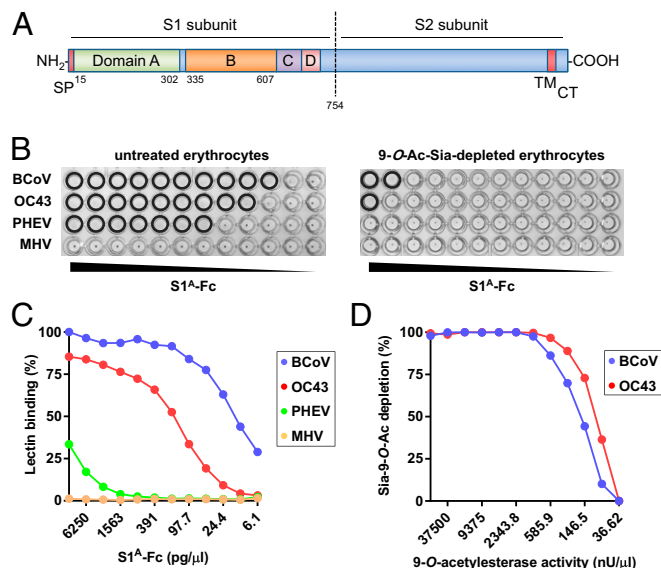 A
S1 subunit
S2 subunit
NH2- Domain A B C D -COOH
SP 15 302 335 607 754 TM CT
B
untreated erythrocytes
9-O-Ac-Sia-depleted erythrocytes
BCoV
OC43
PHEV
MHV
S1A-Fc
S1A-Fc
C
Lectin binding (%)
100
75
50
25
0
6250 1563 391 97.7 24.4 6.1
S1A-Fc (pg/µl)
BCoV
OC43
PHEV
MHV
D
Sia-9-O-Ac depletion (%)
100
75
50
25
0
37500 9375 2343.8 585.9 146.5 36.62
9-O-acetylesterase activity (nU/µl)
BCoV
OC43